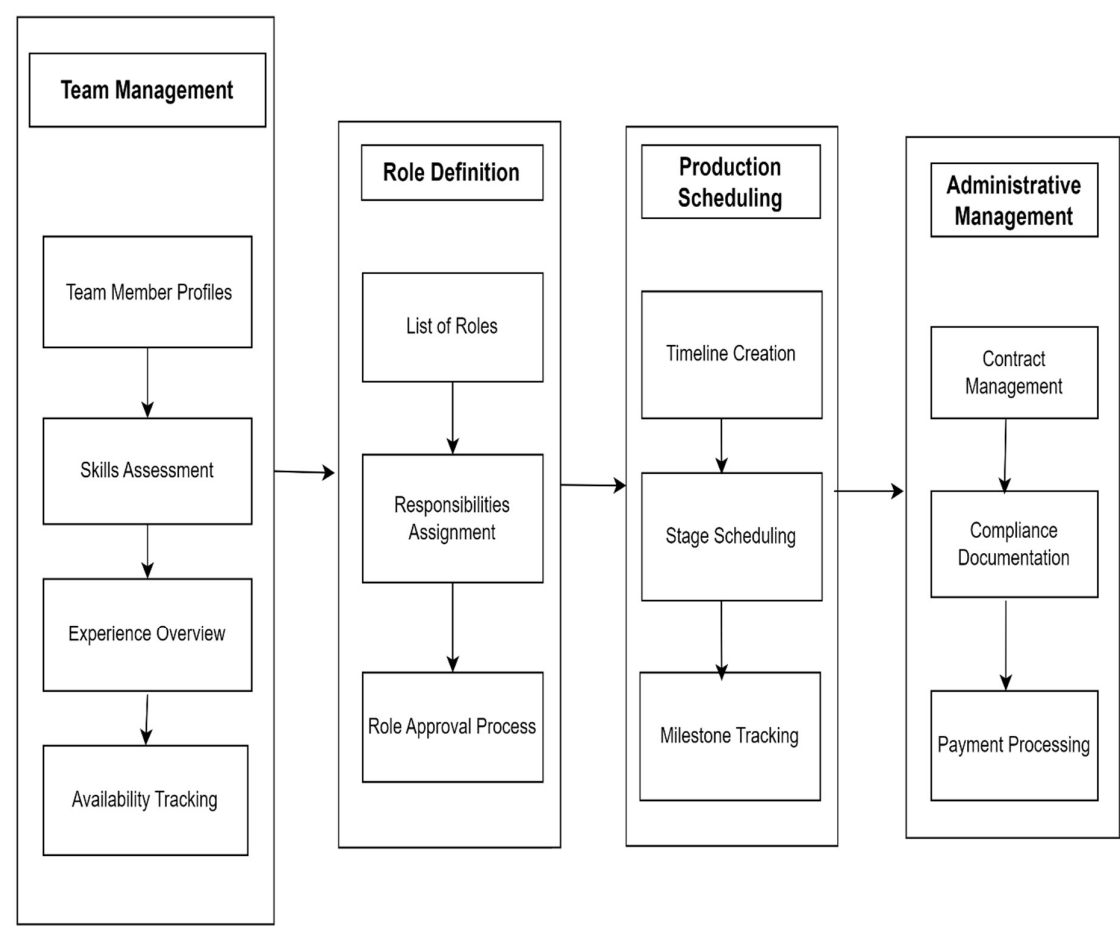 Team Management
Team Member Profiles
Skills Assessment
Experience Overview
Availability Tracking
Role Definition
List of Roles
Responsibilities
Assignment
Role Approval Process
Production
Scheduling
Timeline Creation
Stage Scheduling
Milestone Tracking
Administrative
Management
Contract
Management
Compliance
Documentation
Payment Processing